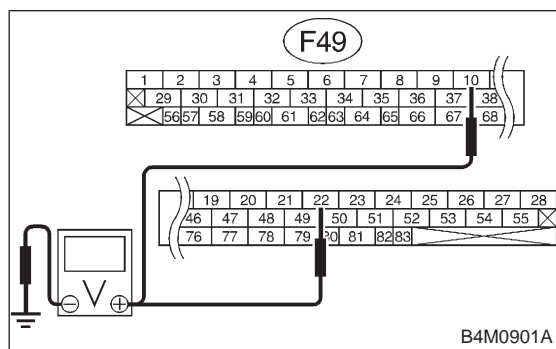 F49
1 2 3 4 5 6 7 8 9 10
29 30 31 32 33 34 35 36 37 38
56 57 58 59 60 61 62 63 64 65 66 67 68
19 20 21 22 23 24 25 26 27 28
46 47 48 49 50 51 52 53 54 55
76 77 78 79 80 81 82 83
− V +
B4M0901A